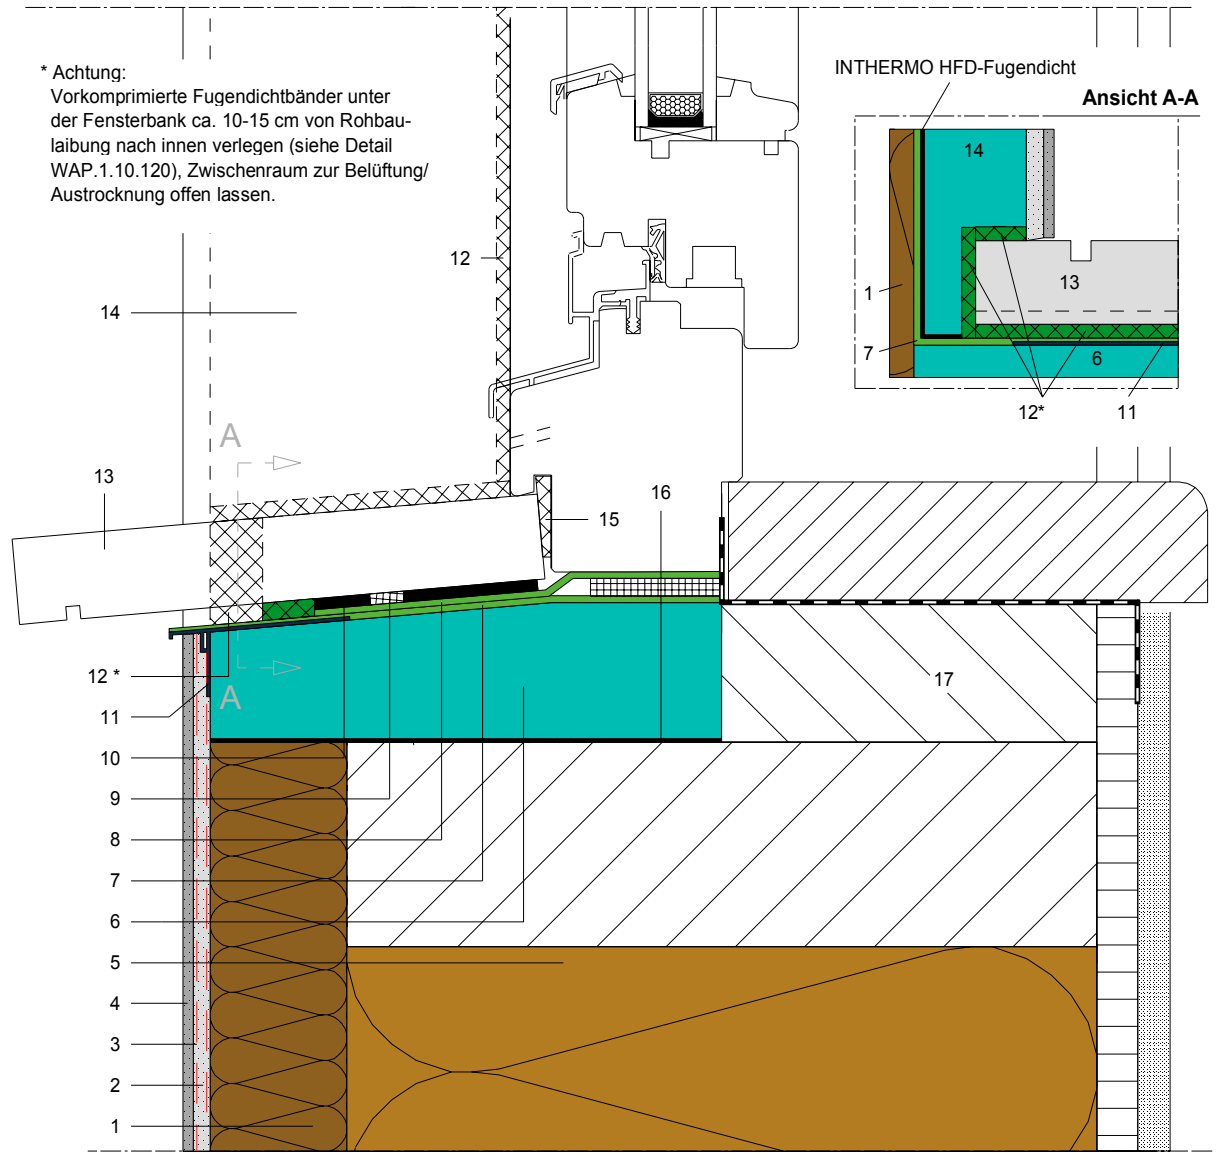 * Achtung:
Vorkomprimierte Fugendichtbänder unter
der Fensterbank ca. 10-15 cm von Rohbau-
laibung nach innen verlegen (siehe Detail
WAP.1.10.120), Zwischenraum zur Belüftung/
Austrocknung offen lassen.
INTHERMO HFD-Fugendicht
Ansicht A-A
14
13
1
7
6
12*
11
12
14
A
13
16
15
12 *
A
11
17
10
9
8
7
6
5
4
3
2
1